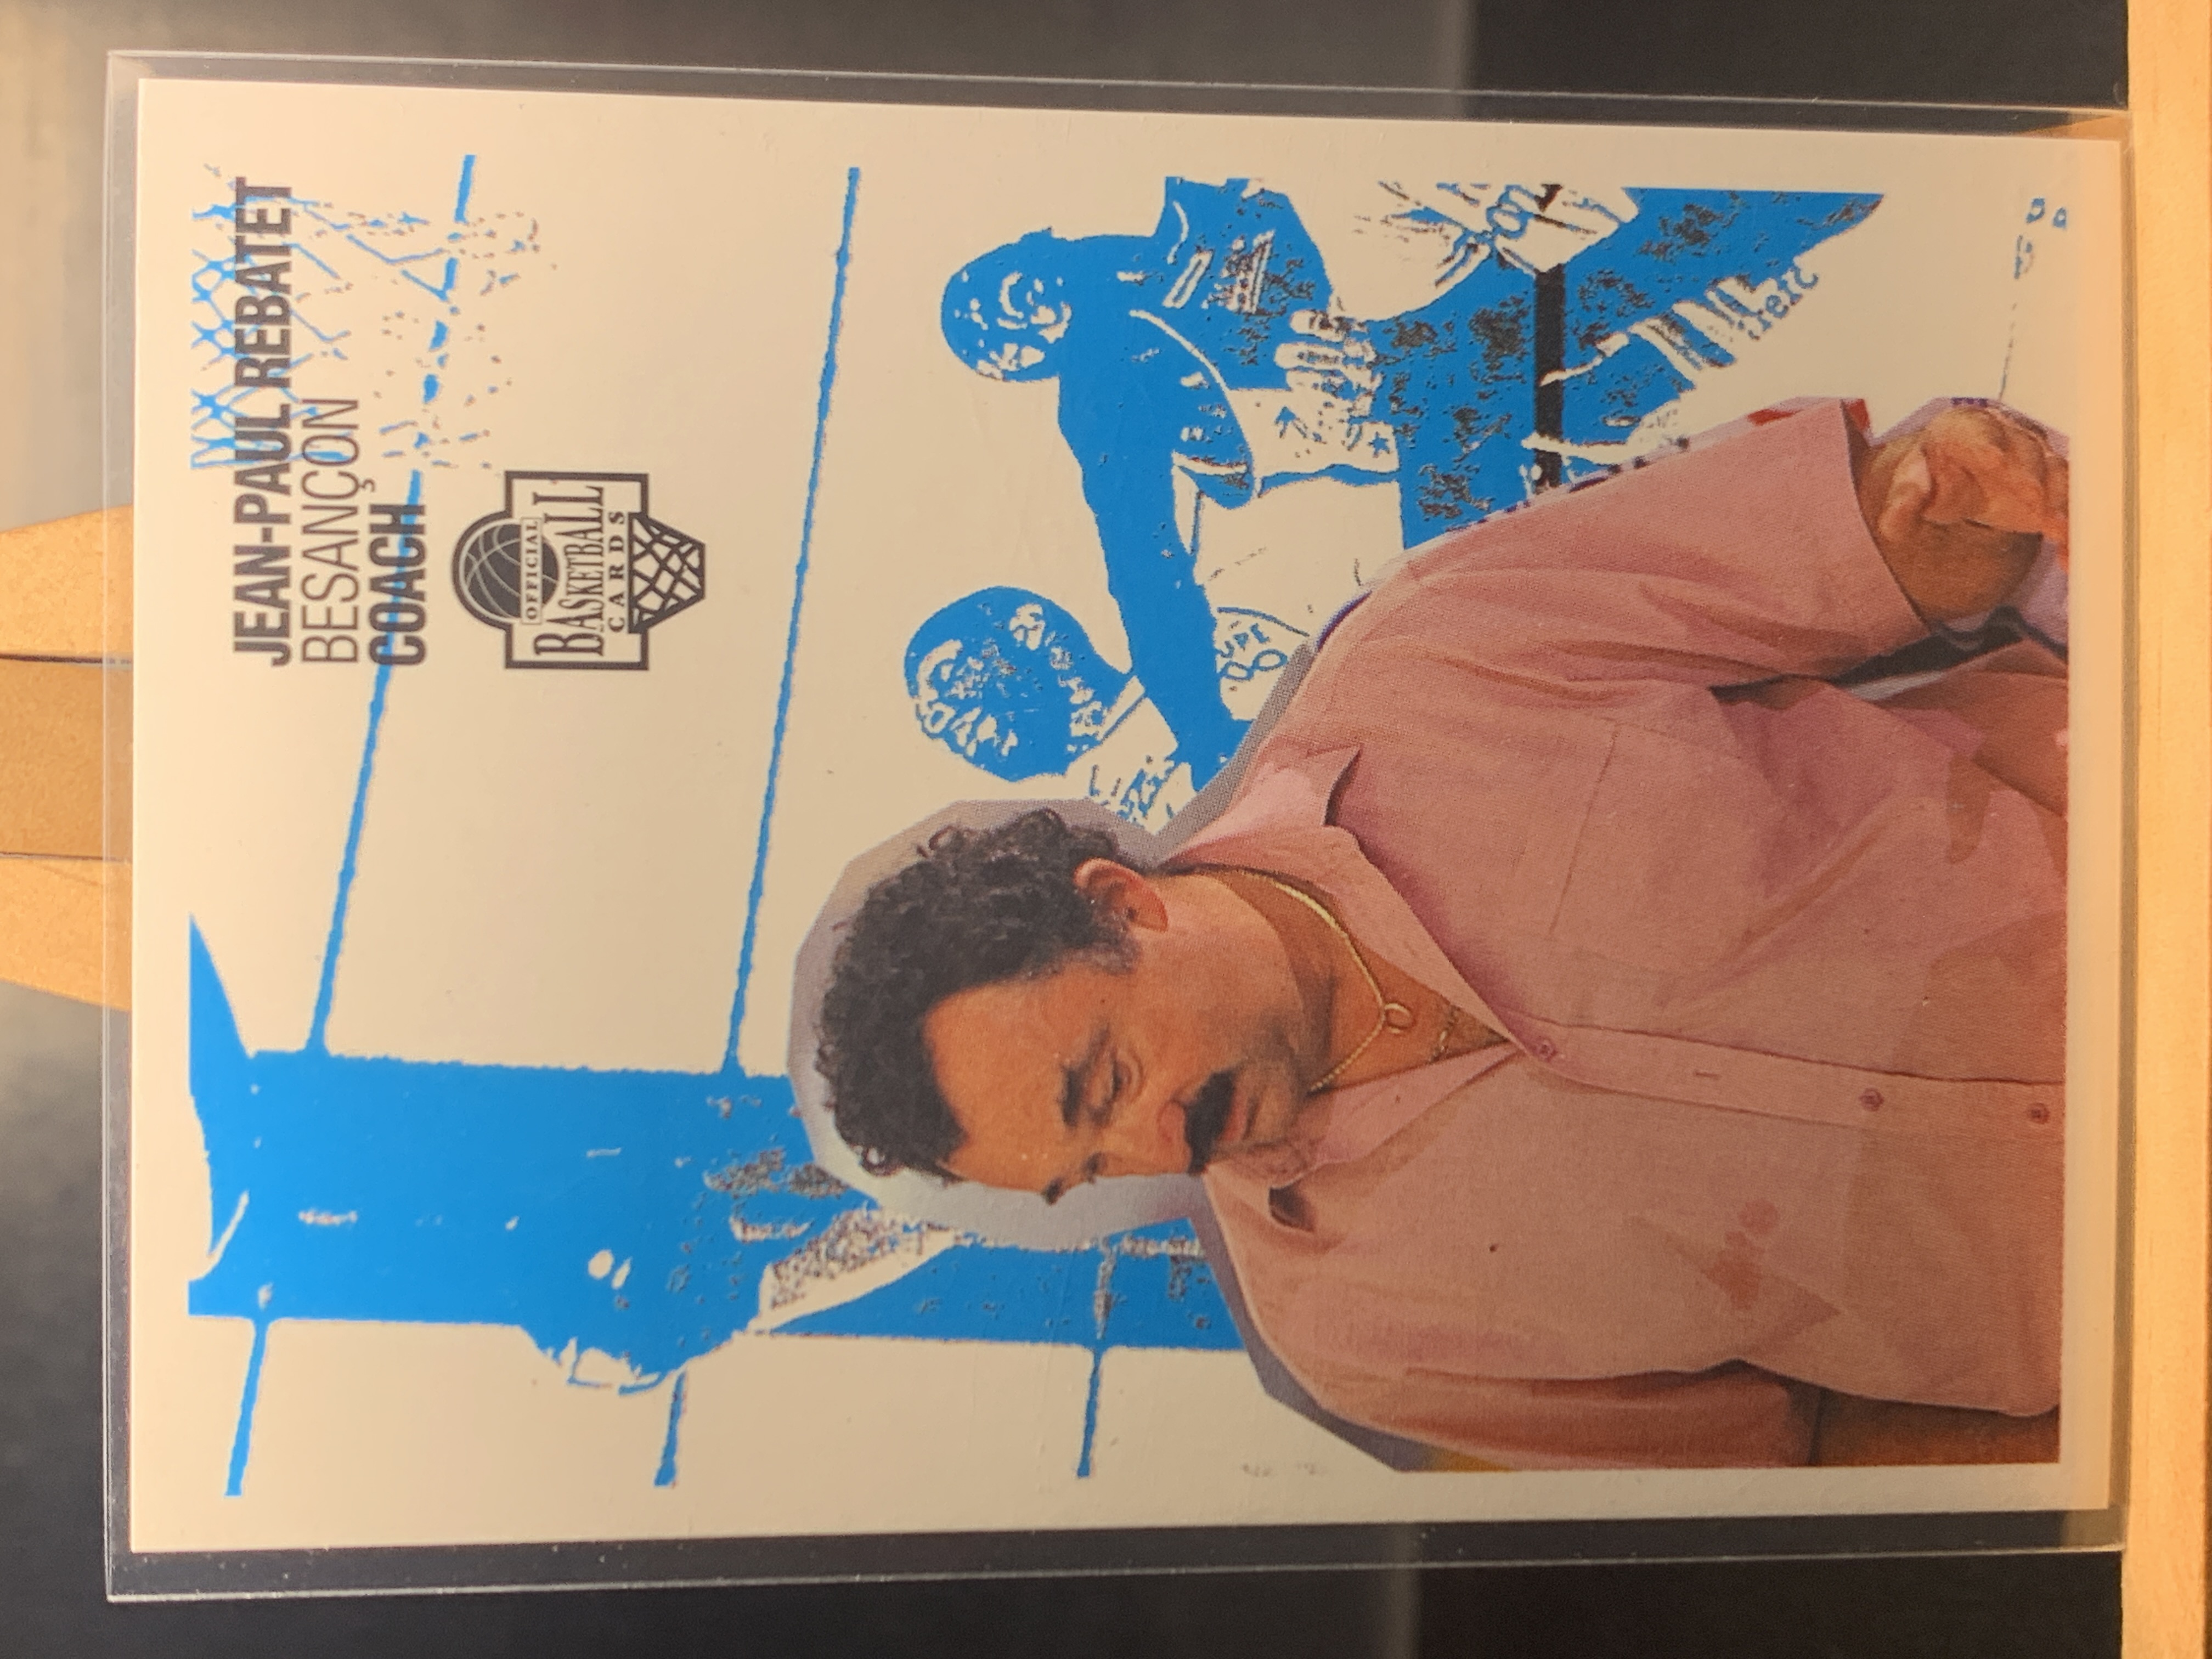 JEAN-PAUL REBATET
BESANÇON
COACH
OFFICIAL
BASKETBALL
CARDS